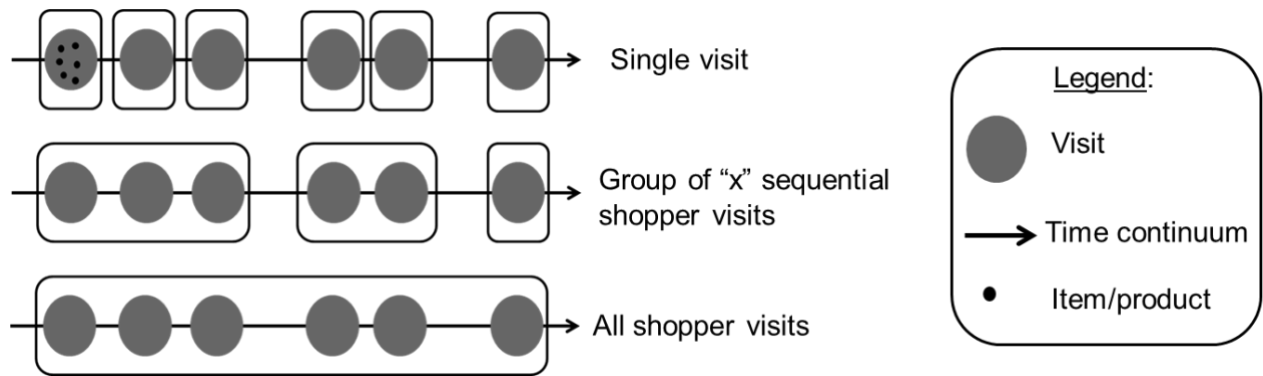 Single visit
Group of “x” sequential
shopper visits
All shopper visits
Legend:
Visit
Time continuum
Item/product